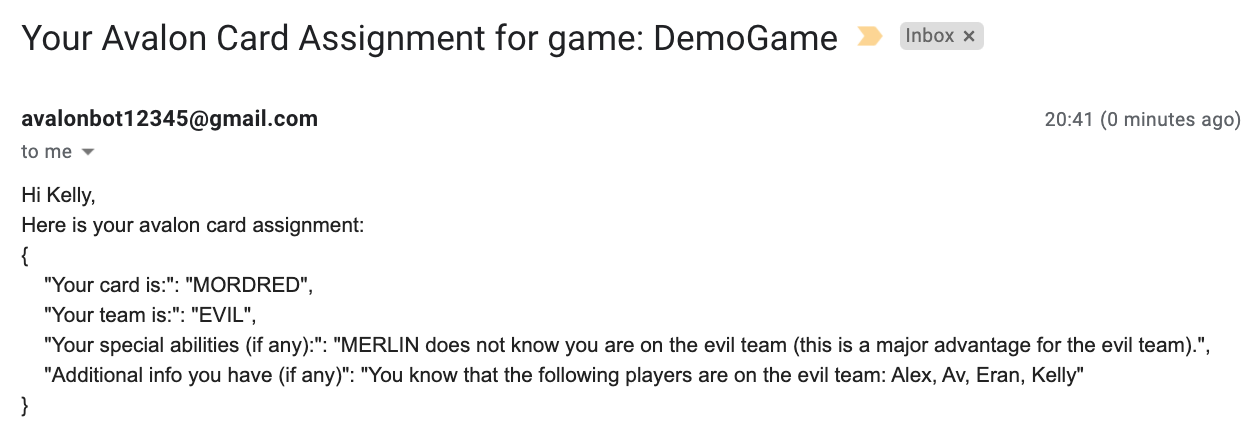 Your Avalon Card Assignment for game: DemoGame Inbox ×
avalonbot12345@gmail.com 20:41 (0 minutes ago)
to me
Hi Kelly,
Here is your avalon card assignment:
{
"Your card is:": "MORDRED",
"Your team is:": "EVIL",
"Your special abilities (if any):": "MERLIN does not know you are on the evil team (this is a major advantage for the evil team).",
"Additional info you have (if any)": "You know that the following players are on the evil team: Alex, Av, Eran, Kelly"
}